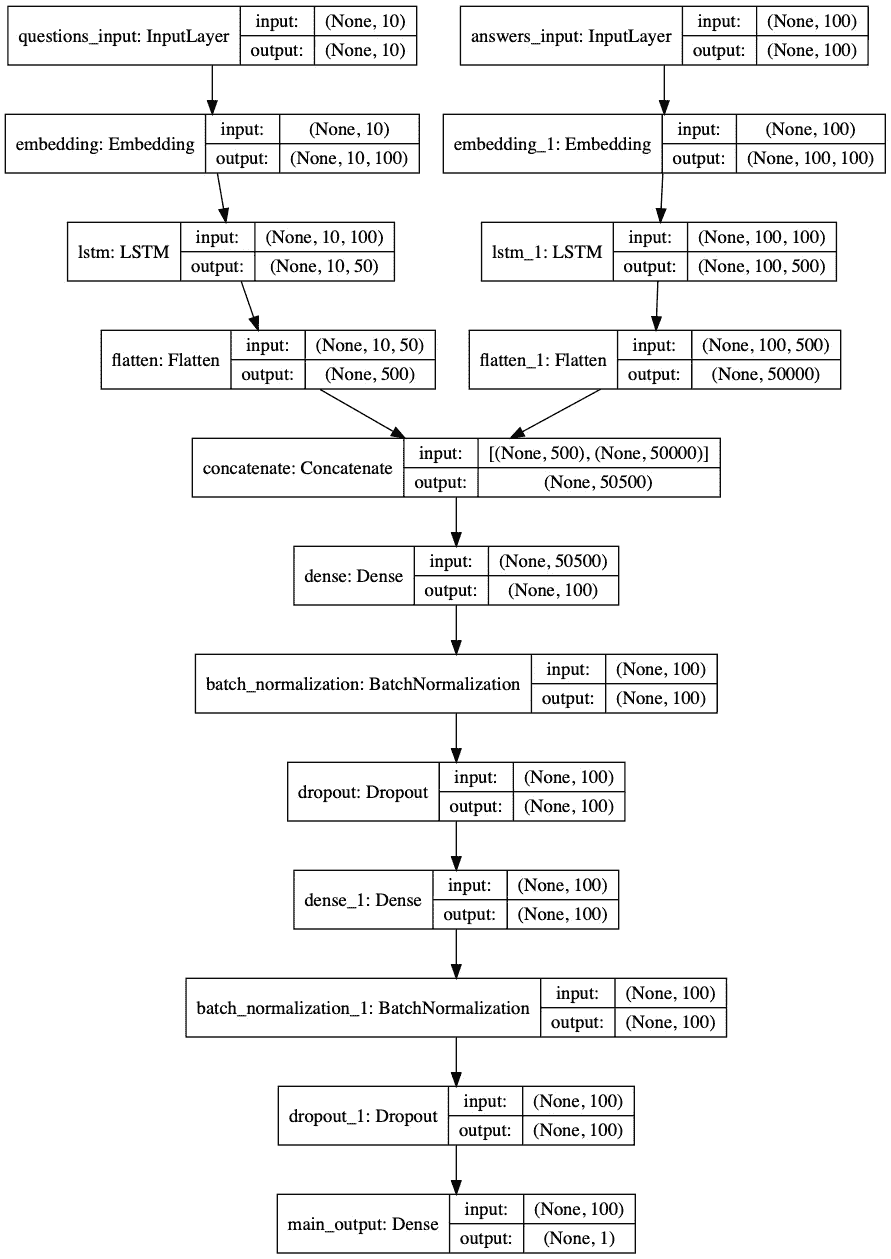 questions_input: InputLayer
input: (None, 10)
output: (None, 10)
answers_input: InputLayer
input: (None, 100)
output: (None, 100)
embedding: Embedding
input: (None, 10)
output: (None, 10, 100)
embedding_1: Embedding
input: (None, 100)
output: (None, 100, 100)
lstm: LSTM
input: (None, 10, 100)
output: (None, 10, 50)
lstm_1: LSTM
input: (None, 100, 100)
output: (None, 100, 500)
flatten: Flatten
input: (None, 10, 50)
output: (None, 500)
flatten_1: Flatten
input: (None, 100, 500)
output: (None, 50000)
concatenate: Concatenate
input: [(None, 500), (None, 50000)]
output: (None, 50500)
dense: Dense
input: (None, 50500)
output: (None, 100)
batch_normalization: BatchNormalization
input: (None, 100)
output: (None, 100)
dropout: Dropout
input: (None, 100)
output: (None, 100)
dense_1: Dense
input: (None, 100)
output: (None, 100)
batch_normalization_1: BatchNormalization
input: (None, 100)
output: (None, 100)
dropout_1: Dropout
input: (None, 100)
output: (None, 100)
main_output: Dense
input: (None, 100)
output: (None, 1)